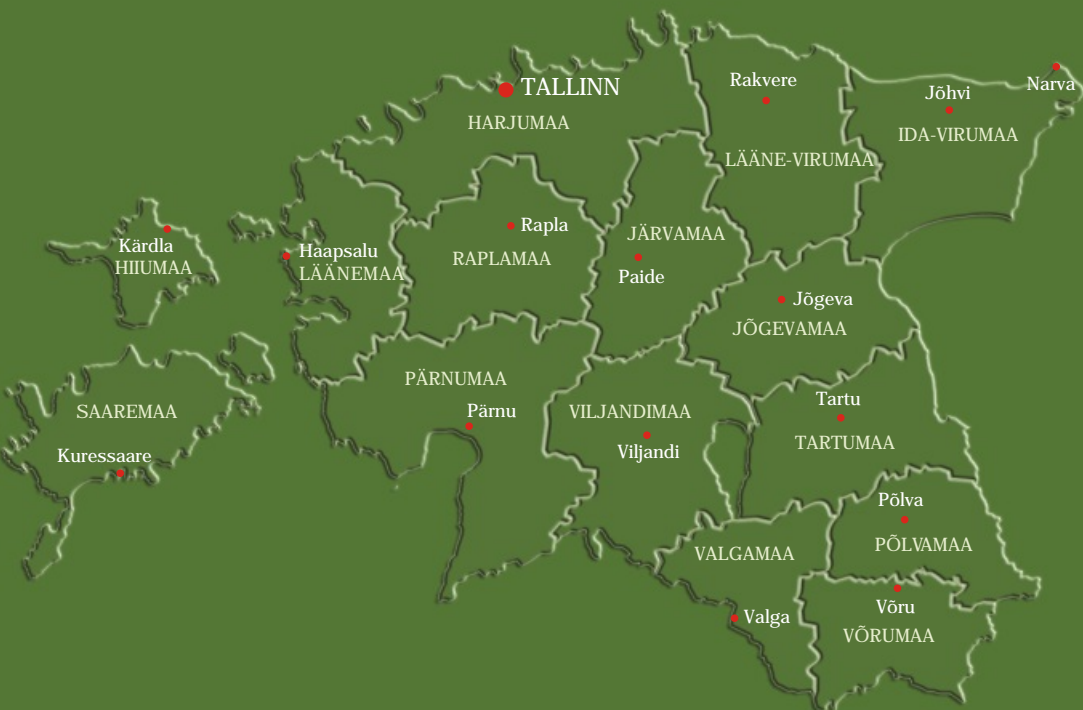 Rakvere
Narva
TALLINN
Jõhvi
HARJUMAA
IDA-VIRUMAA
LÄÄNE-VIRUMAA
Rapla
JÄRVAMAA
Kärdla
Haapsalu
RAPLAMAA
HIIUMAA
LÄÄNEMAA
Paide
Jõgeva
JÕGEVAMAA
PÄRNUMAA
Tartu
SAAREMAA
Pärnu
VILJANDIMAA
TARTUMAA
Kuressaare
Viljandi
Põlva
PÕLVAMAA
VALGAMAA
Võru
Valga
VÕRUMAA